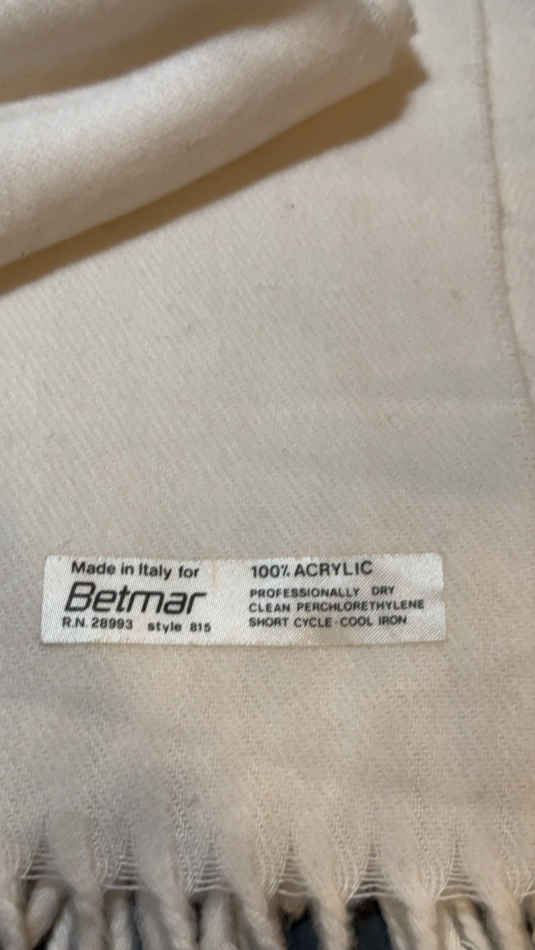 Made in Italy for
Betmar
R.N. 28993 style 815
100% ACRYLIC
PROFESSIONALLY DRY
CLEAN PERCHLORETHYLENE
SHORT CYCLE-COOL IRON